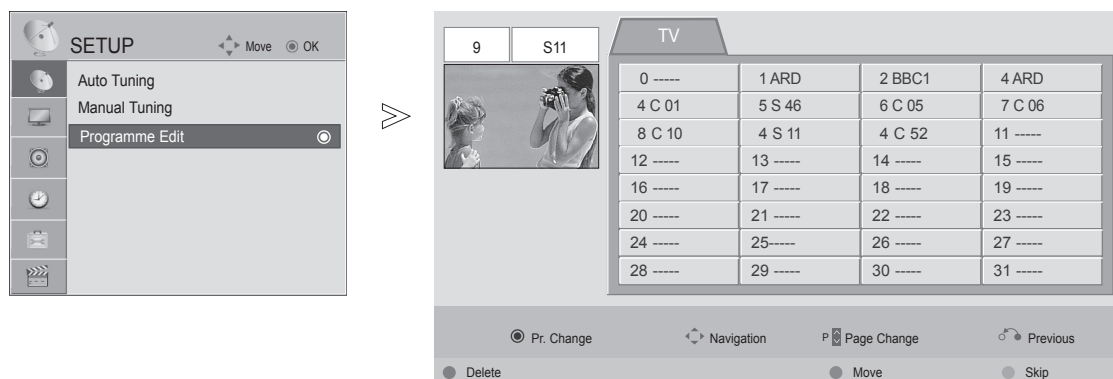 SETUP
Move OK
Auto Tuning
Manual Tuning
Programme Edit
9 S11
TV
0 ----- 1 ARD 2 BBC1 4 ARD
4 C 01 5 S 46 6 C 05 7 C 06
8 C 10 4 S 11 4 C 52 11 -----
12 ----- 13 ----- 14 ----- 15 -----
16 ----- 17 ----- 18 ----- 19 -----
20 ----- 21 ----- 22 ----- 23 -----
24 ----- 25----- 26 ----- 27 -----
28 ----- 29 ----- 30 ----- 31 -----
Pr. Change Navigation P Page Change Previous
Delete Move Skip